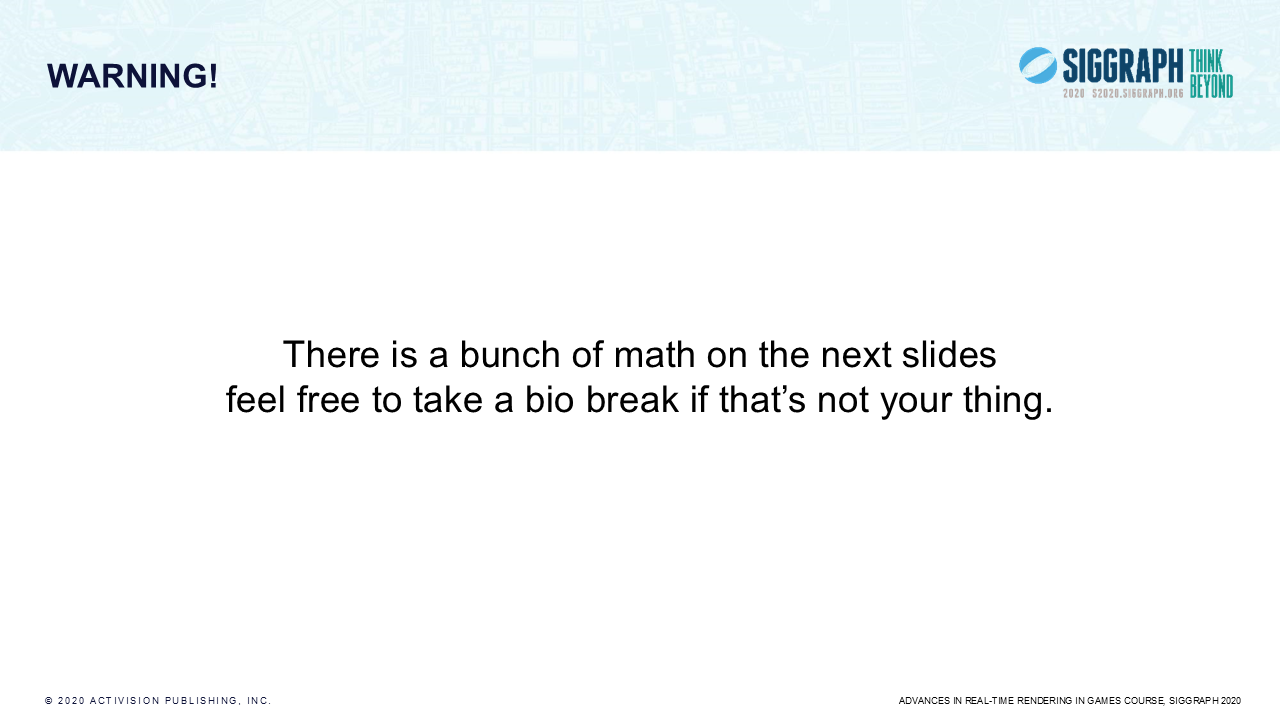 WARNING!
SIGGRAPH THINK BEYOND
2020 S2020.SIGGRAPH.ORG
There is a bunch of math on the next slides
feel free to take a bio break if that’s not your thing.
© 2020 ACTIVISION PUBLISHING, INC.
ADVANCES IN REAL-TIME RENDERING IN GAMES COURSE, SIGGRAPH 2020